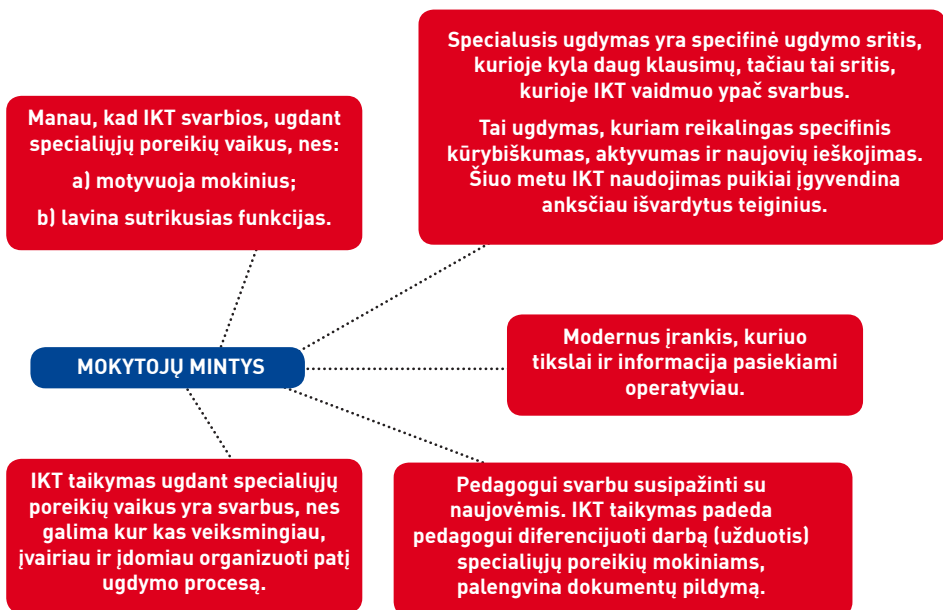 Manau, kad IKT svarbios, ugdant
specialiųjų poreikių vaikus, nes:
a) motyvuoja mokinius;
b) lavina sutrikusias funkcijas.
Specialusis ugdymas yra specifinė ugdymo sritis,
kurioje kyla daug klausimų, tačiau tai sritis,
kurioje IKT vaidmuo ypač svarbus.
Tai ugdymas, kuriam reikalingas specifinis
kūrybiškumas, aktyvumas ir naujovių ieškojimas.
Šiuo metu IKT naudojimas puikiai įgyvendina
anksčiau išvardytus teiginius.
MOKYTOJŲ MINTYS
Modernus įrankis, kuriuo
tikslai ir informacija pasiekiami
operatyviau.
IKT taikymas ugdant specialiųjų
poreikių vaikus yra svarbus, nes
galima kur kas veiksmingiau,
įvairiau ir įdomiau organizuoti patį
ugdymo procesą.
Pedagogui svarbu susipažinti su
naujovėmis. IKT taikymas padeda
pedagogui diferencijuoti darbą (užduotis)
specialiųjų poreikių mokiniams,
palengvina dokumentų pildymą.